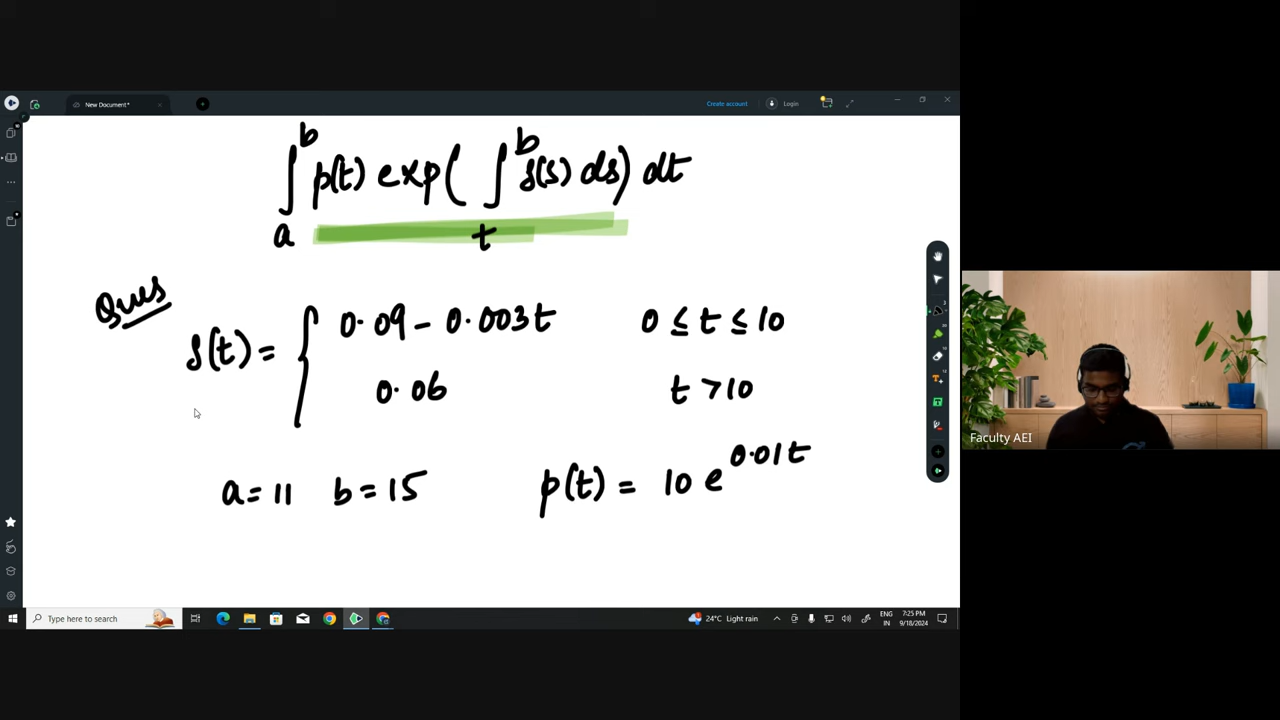 New Document*
Create account
Login
∫_a^b p(t) exp( ∫_t^b δ(s) ds) dt
Ques
δ(t) = { 0.09 - 0.003t 0 ≤ t ≤ 10
0.06 t > 10
a = 11 b = 15 p(t) = 10 e^{0.01t}
Faculty AEI
Type here to search
24°C Light rain
ENG
IN
7:25 PM
9/18/2024